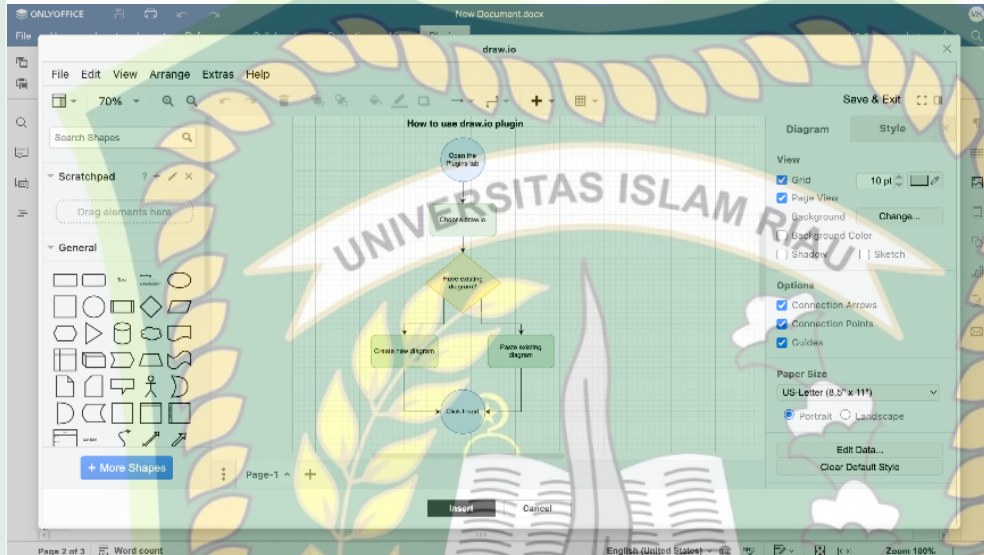 ONLYOFFICE
New Document.docx
VK
File
draw.io
File Edit View Arrange Extras Help
70%
Save & Exit
Search Shapes
Scratchpad
Drag elements here
General
Text
+ More Shapes
How to use draw.io plugin
Open the
Plugins tab
Choose draw.io
Have existing
diagram?
Create new diagram
Paste existing
diagram
Click Insert
Page-1
Diagram
Style
View
Grid
10 pt
Page View
Background
Change...
Background Color
Shadow
Sketch
Options
Connection Arrows
Connection Points
Guides
Paper Size
US-Letter (8,5" x 11")
Portrait
Landscape
Edit Data...
Clear Default Style
Insert
Cancel
Page 2 of 3
Word count
English (United States)
Zoom 100%
UNIVERSITAS ISLAM RIAU